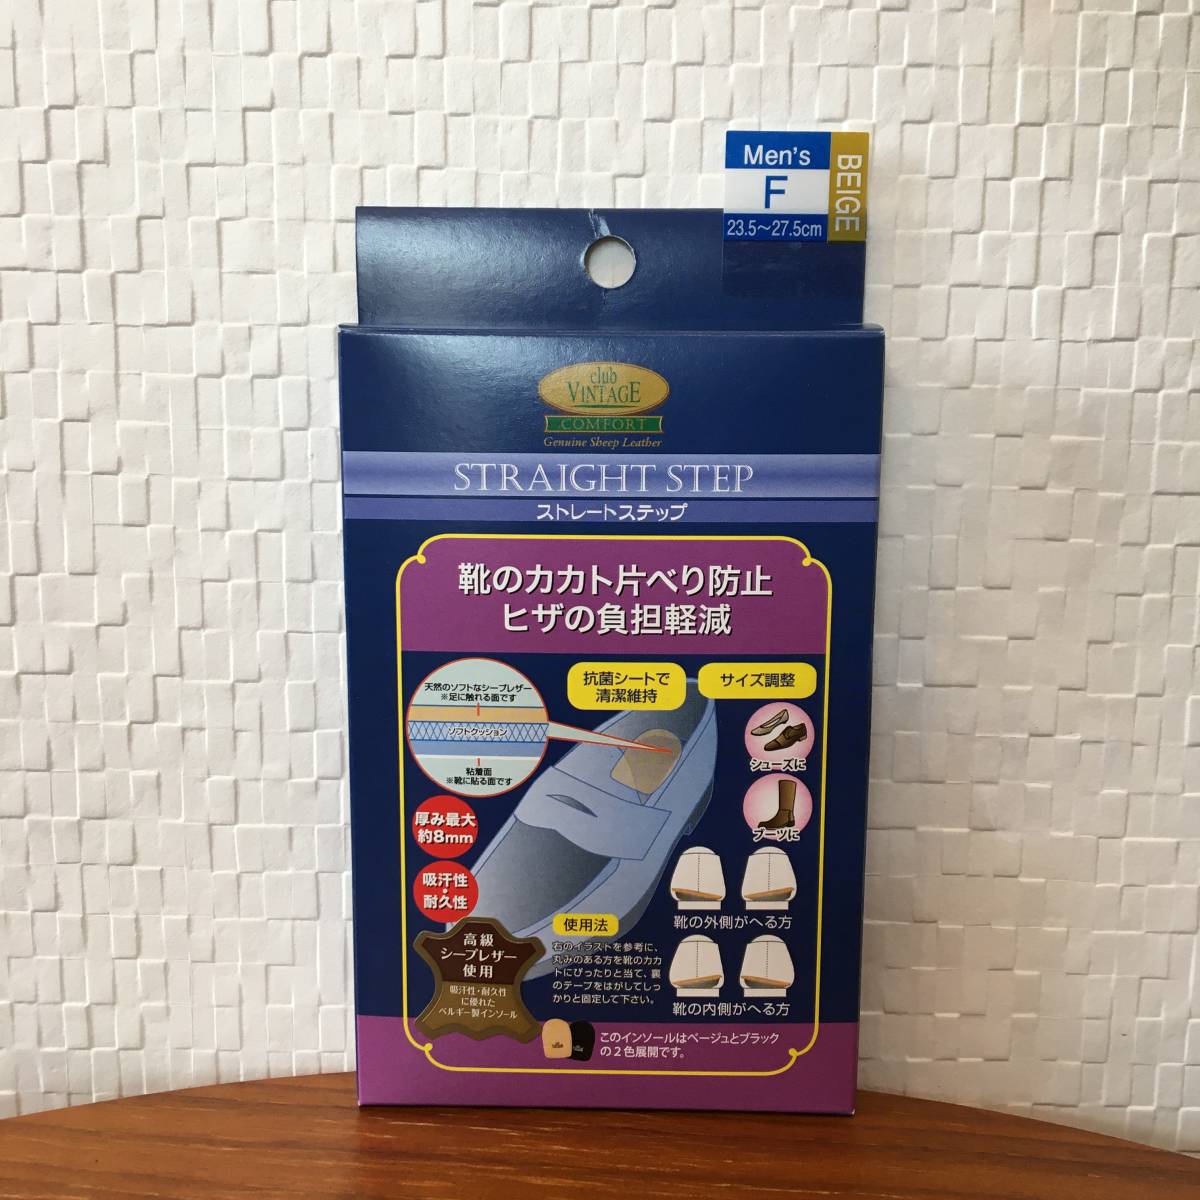 Men's
F
23.5～27.5cm
BEIGE
club
VINTAGE
COMFORT
Genuine Sheep Leather
STRAIGHT STEP
ストレートステップ
靴のカカト片べり防止
ヒザの負担軽減
天然のソフトなシープレザー
※足に触れる面です
ソフトクッション
粘着面
※靴に貼る面です
抗菌シートで
清潔維持
サイズ調整
シューズに
ブーツに
厚み最大
約8mm
吸汗性・
耐久性
靴の外側がへる方
靴の内側がへる方
高級
シープレザー
使用
吸汗性・耐久性
に優れた
ベルギー製インソール
使用法
右のイラストを参考に、
丸みのある方を靴のカカ
トにぴったりと当て、裏
のテープをはがしてしっ
かりと固定して下さい。
このインソールはベージュとブラック
の２色展開です。